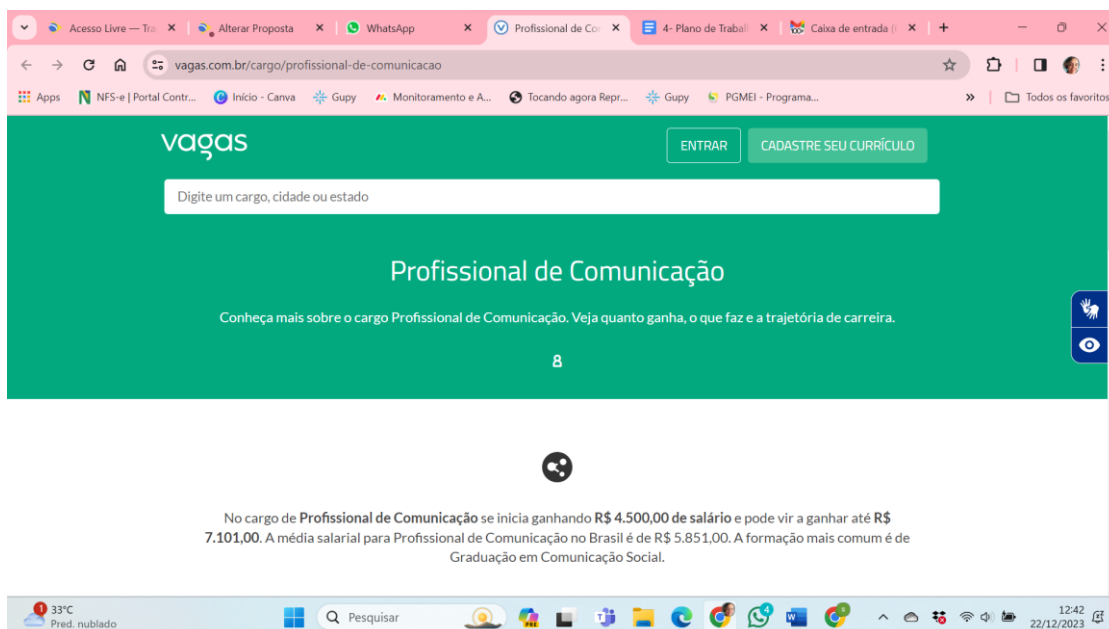 Acesso Livre — Tra
Alterar Proposta
WhatsApp
Profissional de Co
4- Plano de Trabal
Caixa de entrada (
vagas.com.br/cargo/profissional-de-comunicacao
Apps
NFS-e | Portal Contr...
Início - Canva
Gupy
Monitoramento e A...
Tocando agora Repr...
Gupy
PGMEI - Programa...
»
Todos os favoritos
vagas
ENTRAR
CADASTRE SEU CURRÍCULO
Digite um cargo, cidade ou estado
Profissional de Comunicação
Conheça mais sobre o cargo Profissional de Comunicação. Veja quanto ganha, o que faz e a trajetória de carreira.
8
No cargo de Profissional de Comunicação se inicia ganhando R$ 4.500,00 de salário e pode vir a ganhar até R$
7.101,00. A média salarial para Profissional de Comunicação no Brasil é de R$ 5.851,00. A formação mais comum é de
Graduação em Comunicação Social.
1
33°C
Pred. nublado
Pesquisar
12:42
22/12/2023